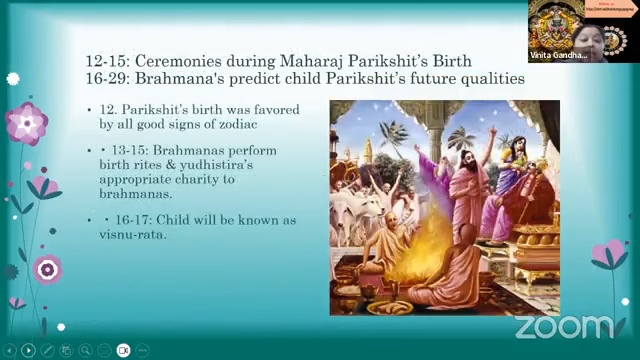 12-15: Ceremonies during Maharaj Parikshit's Birth
16-29: Brahmana's predict child Parikshit's future qualities
• 12. Parikshit's birth was favored
by all good signs of zodiac
• • 13-15: Brahmanas perform
birth rites & yudhistira's
appropriate charity to
brahmanas.
• • 16-17: Child will be known as
visnu-rata.
Vinita Gandha...
zoom